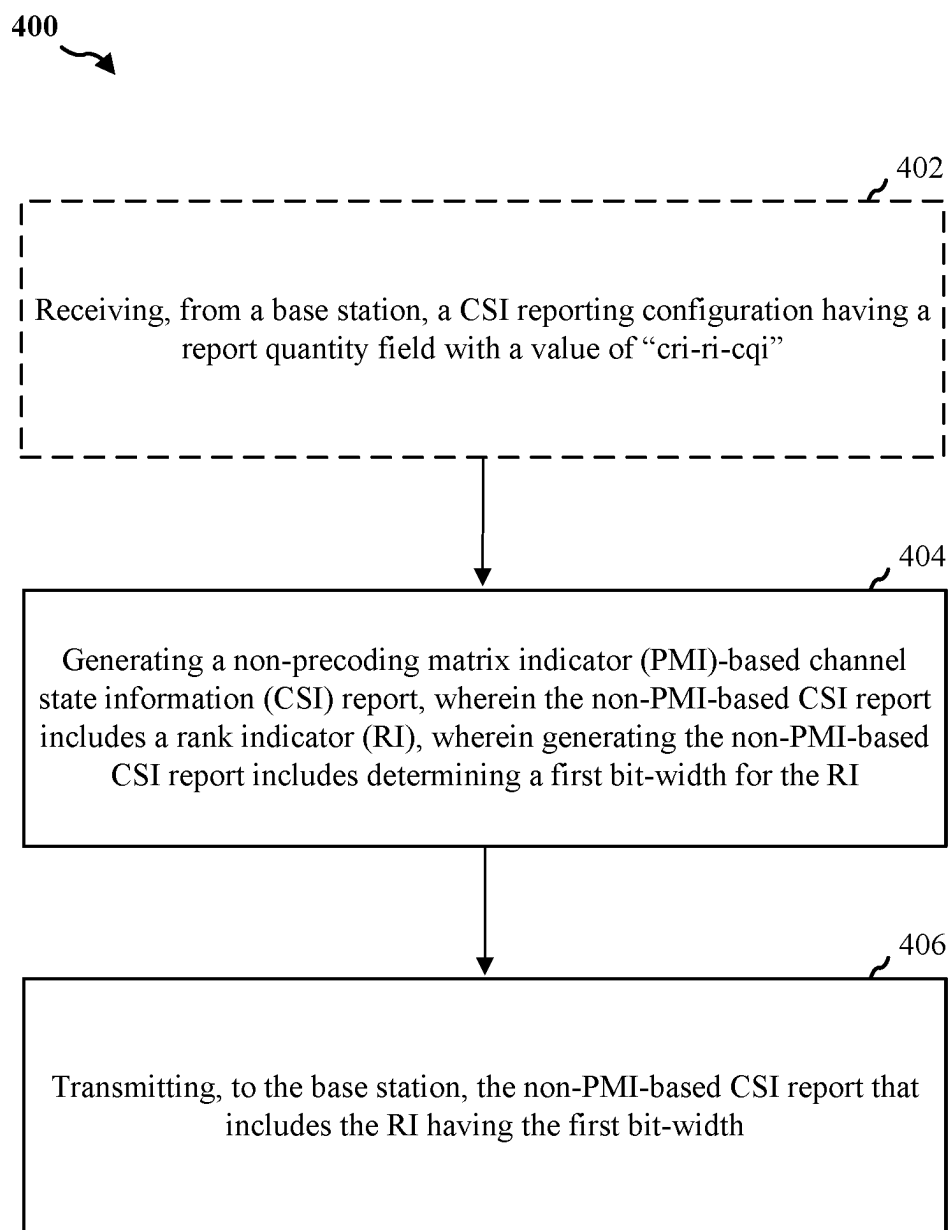 400
402
Receiving, from a base station, a CSI reporting configuration having a
report quantity field with a value of “cri-ri-cqi”
404
Generating a non-precoding matrix indicator (PMI)-based channel
state information (CSI) report, wherein the non-PMI-based CSI report
includes a rank indicator (RI), wherein generating the non-PMI-based
CSI report includes determining a first bit-width for the RI
406
Transmitting, to the base station, the non-PMI-based CSI report that
includes the RI having the first bit-width